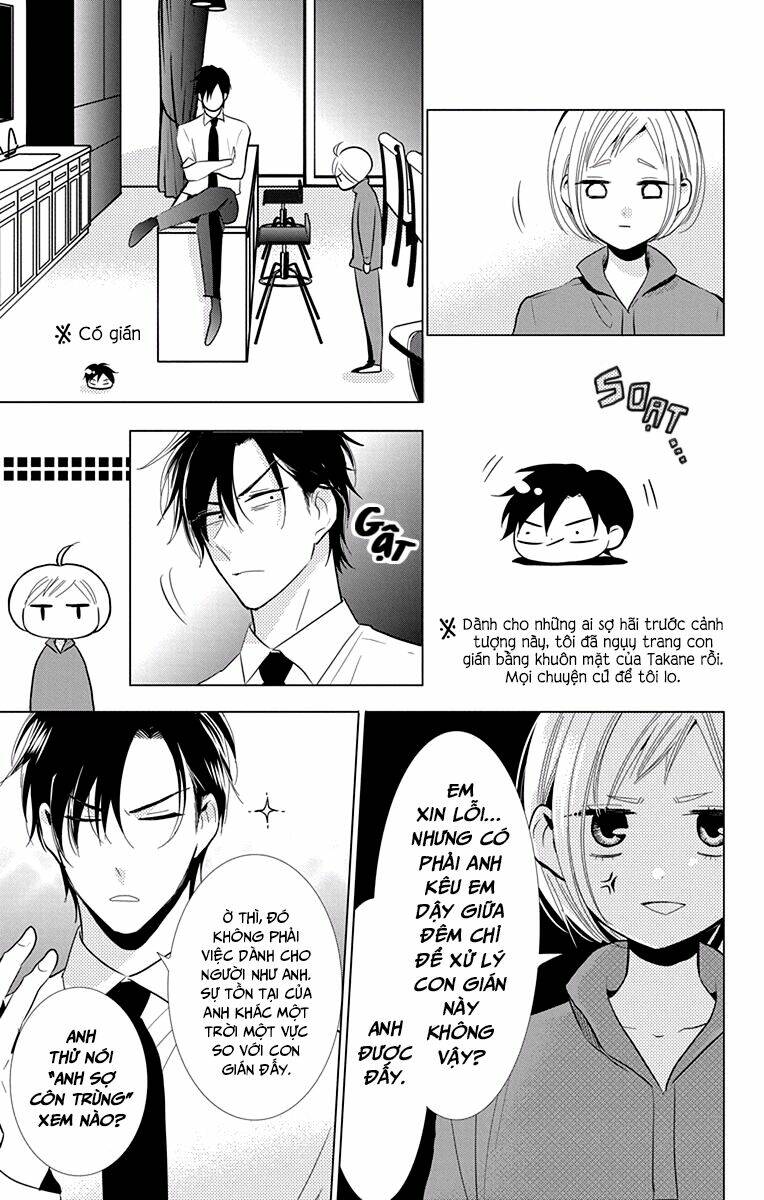 ※ Có gián
SOẠT...
※ Dành cho những ai sợ hãi trước cảnh
tượng này, tôi đã ngụy trang con
gián bằng khuôn mặt của Takane rồi.
Mọi chuyện cứ để tôi lo.
GẬT
EM
XIN LỖI...
NHƯNG CÓ
PHẢI ANH
KÊU EM
DẬY GIỮA
ĐÊM CHỈ
ĐỂ XỬ LÝ
CON GIÁN
NÀY
KHÔNG
VẬY?
ANH
ĐƯỢC
ĐẤY.
Ờ THÌ, ĐÓ
KHÔNG PHẢI
VIỆC DÀNH CHO
NGƯỜI NHƯ ANH.
SỰ TỒN TẠI CỦA
ANH KHÁC MỘT
TRỜI MỘT VỰC
SO VỚI CON
GIÁN ĐẤY.
ANH
THỬ NÓI
"ANH SỢ
CÔN TRÙNG"
XEM NÀO?